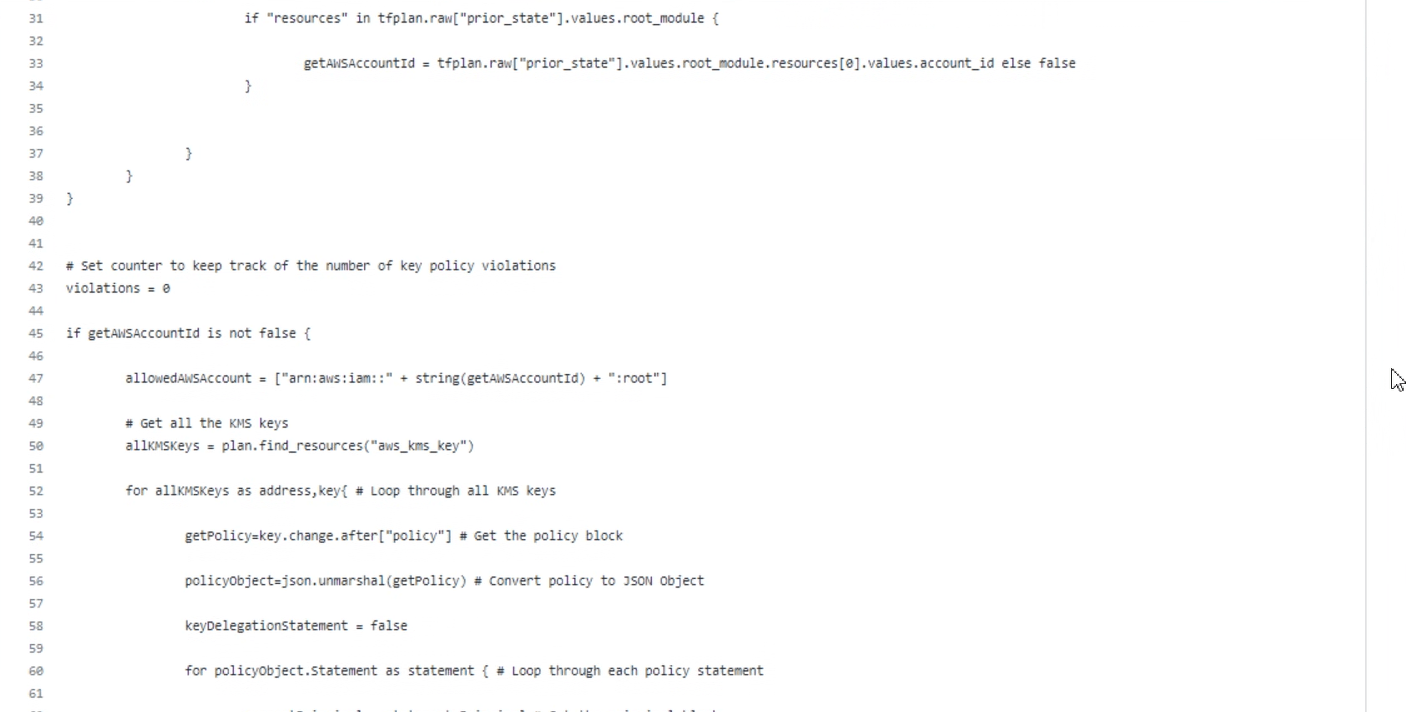 31 if "resources" in tfplan.raw["prior_state"].values.root_module {
32
33 getAWSAccountId = tfplan.raw["prior_state"].values.root_module.resources[0].values.account_id else false
34 }
35
36
37 }
38 }
39 }
40
41
42 # Set counter to keep track of the number of key policy violations
43 violations = 0
44
45 if getAWSAccountId is not false {
46
47 allowedAWSAccount = ["arn:aws:iam::" + string(getAWSAccountId) + ":root"]
48
49 # Get all the KMS keys
50 allKMSKeys = plan.find_resources("aws_kms_key")
51
52 for allKMSKeys as address,key{ # Loop through all KMS keys
53
54 getPolicy=key.change.after["policy"] # Get the policy block
55
56 policyObject=json.unmarshal(getPolicy) # Convert policy to JSON Object
57
58 keyDelegationStatement = false
59
60 for policyObject.Statement as statement { # Loop through each policy statement
61